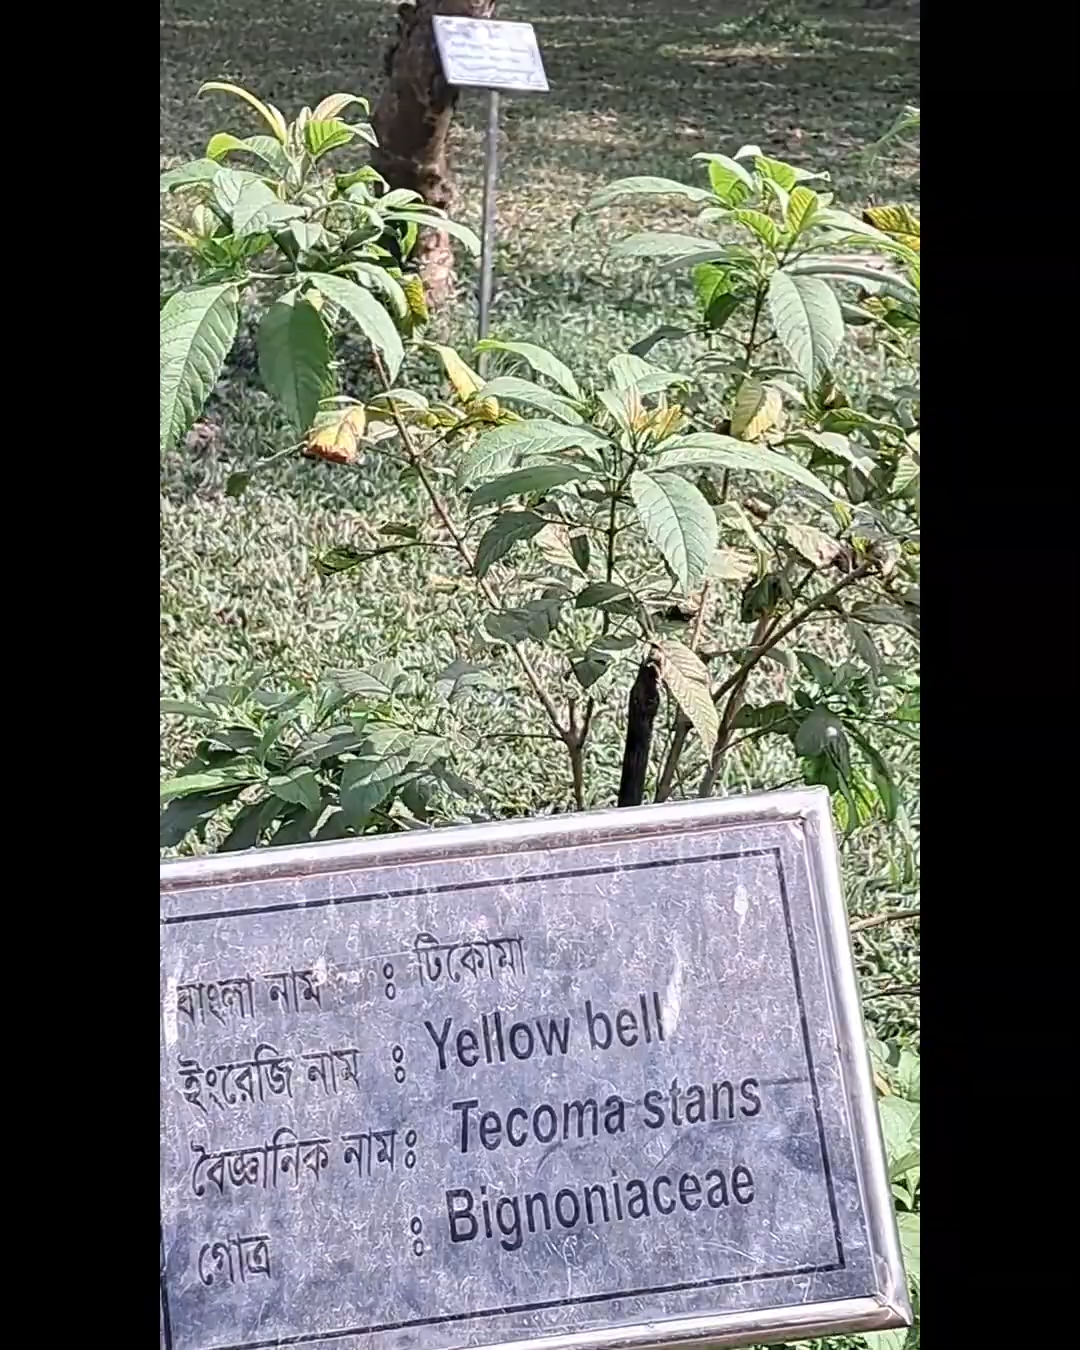 বাংলা নাম : টিকোমা
ইংরেজি নাম : Yellow bell
বৈজ্ঞানিক নাম : Tecoma stans
গোত্র : Bignoniaceae